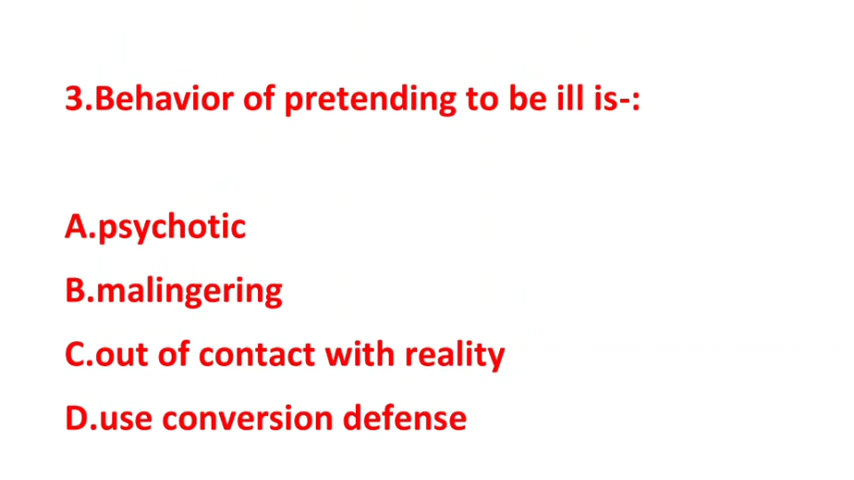 3.Behavior of pretending to be ill is-:
A.psychotic
B.malingering
C.out of contact with reality
D.use conversion defense